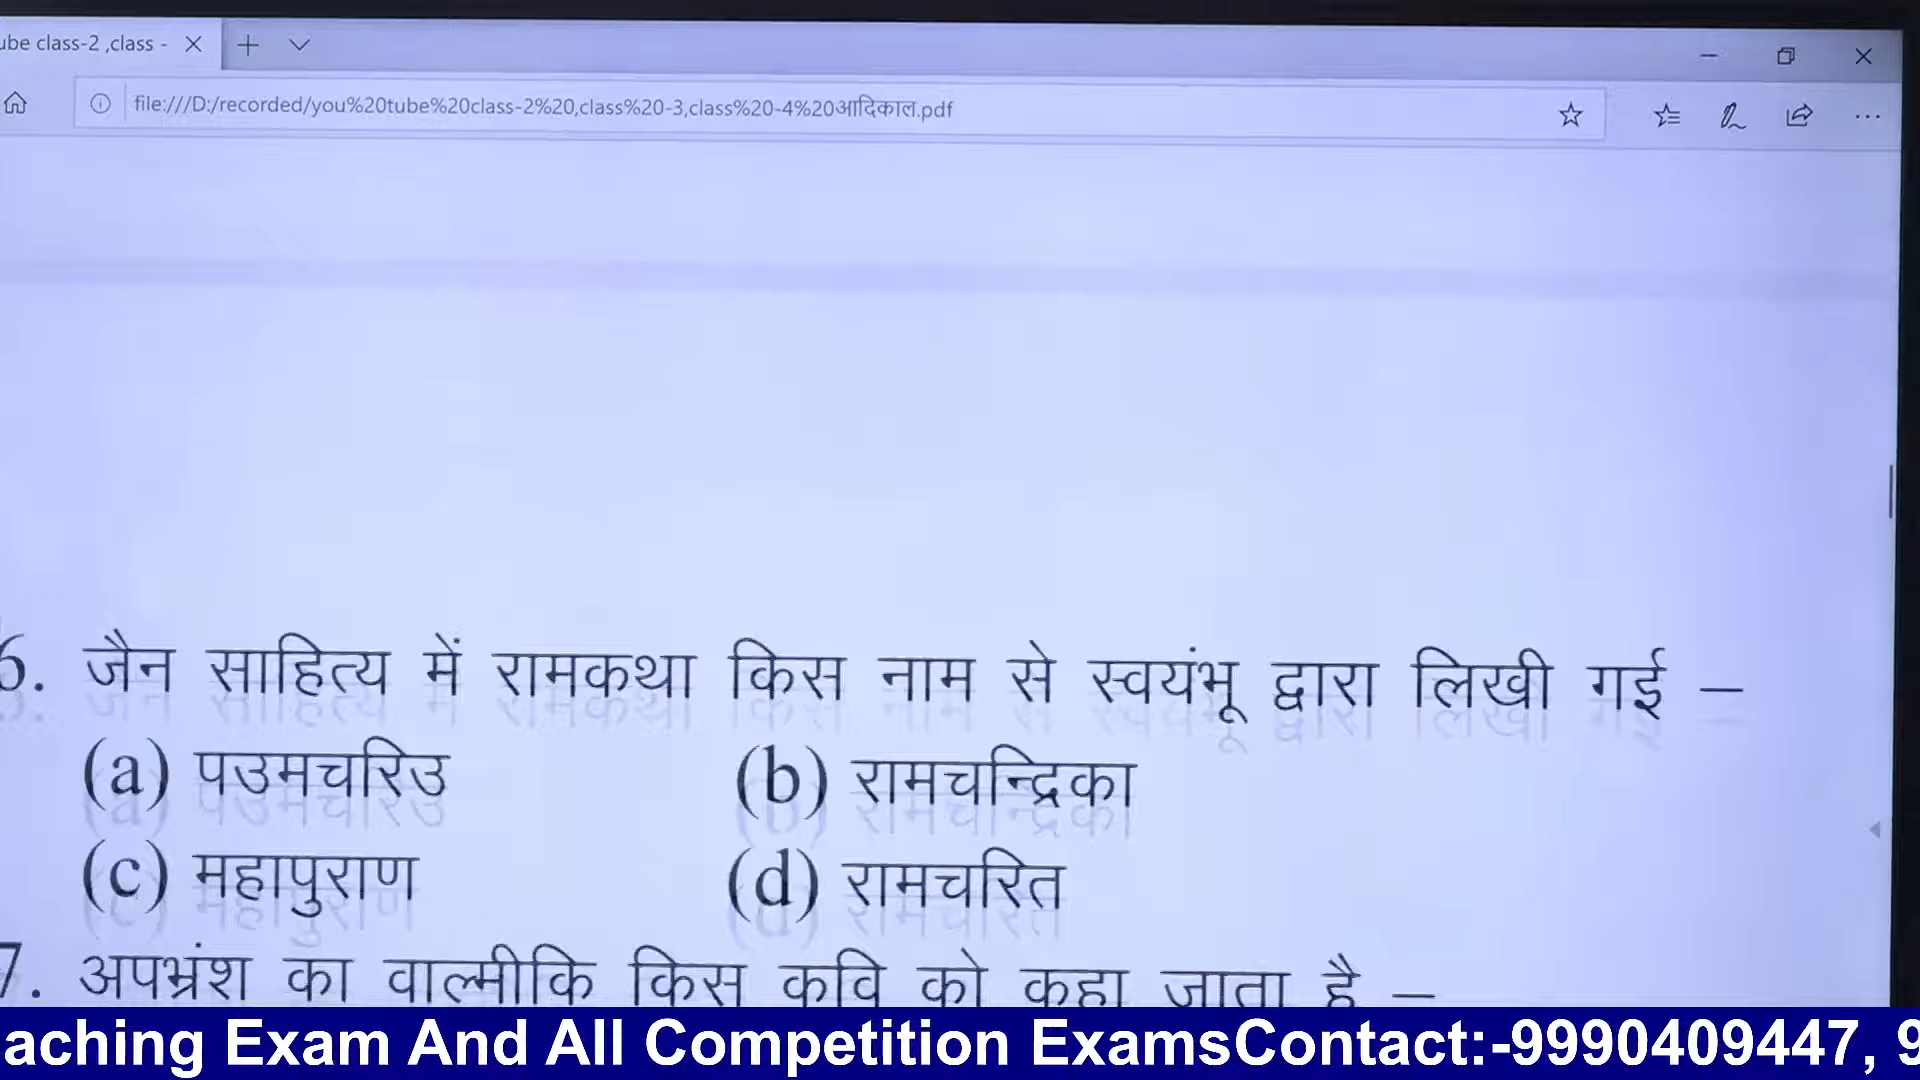 ube class-2 ,class -
file:///D:/recorded/you%20tube%20class-2%20,class%20-3,class%20-4%20आदिकाल.pdf
6. जैन साहित्य में रामकथा किस नाम से स्वयंभू द्वारा लिखी गई –
(a) पउमचरिउ (b) रामचन्द्रिका
(c) महापुराण (d) रामचरित
7. अपभ्रंश का वाल्मीकि किस कवि को कहा जाता है –
aching Exam And All Competition ExamsContact:-9990409447, 9